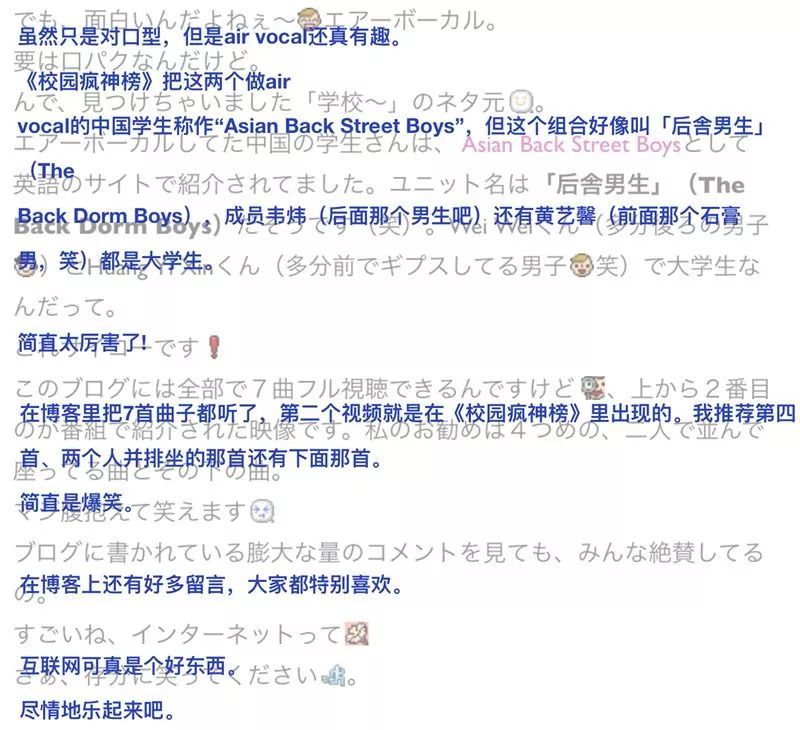 でも、面白いんだよねぇ〜エアーボーカル。
虽然只是对口型，但是air vocal还真有趣。
要は口パクなんだけど。
《校园疯神榜》把这两个做air
んで、見つけちゃいました「学校〜」のネタ元。
vocal的中国学生称作“Asian Back Street Boys”，但这个组合好像叫「后舍男生」
エアーボーカルしてた中国の学生さんは、Asian Back Street Boysとして
（The
英語のサイトで紹介されてました。ユニット名は「后舍男生」（The
Back Dorm Boys），成员韦炜（后面那个男生吧）还有黄艺馨（前面那个石膏
Back Dorm Boys）だそうです（笑）。Wei Weiくん（多分後ろの男子
男，笑）都是大学生。
）とHuang Yi Xinくん（多分前でギプスしてる男子笑）で大学生な
んだって。
简直太厉害了!
これサイコーです❗
このブログには全部で７曲フル視聴できるんですけど、上から２番目
在博客里把7首曲子都听了，第二个视频就是在《校园疯神榜》里出现的。我推荐第四
のが番組で紹介された映像です。私のお勧めは４つめの、二人で並んで
首、两个人并排坐的那首还有下面那首。
座ってる曲とその下の曲。
简直是爆笑。
マジ腹抱えて笑えます
ブログに書かれている膨大な量のコメントを見ても、みんな絶賛してる
在博客上还有好多留言，大家都特别喜欢。
の。
すごいね、インターネットって
互联网可真是个好东西。
さぁ、存分に笑ってください。
尽情地乐起来吧。